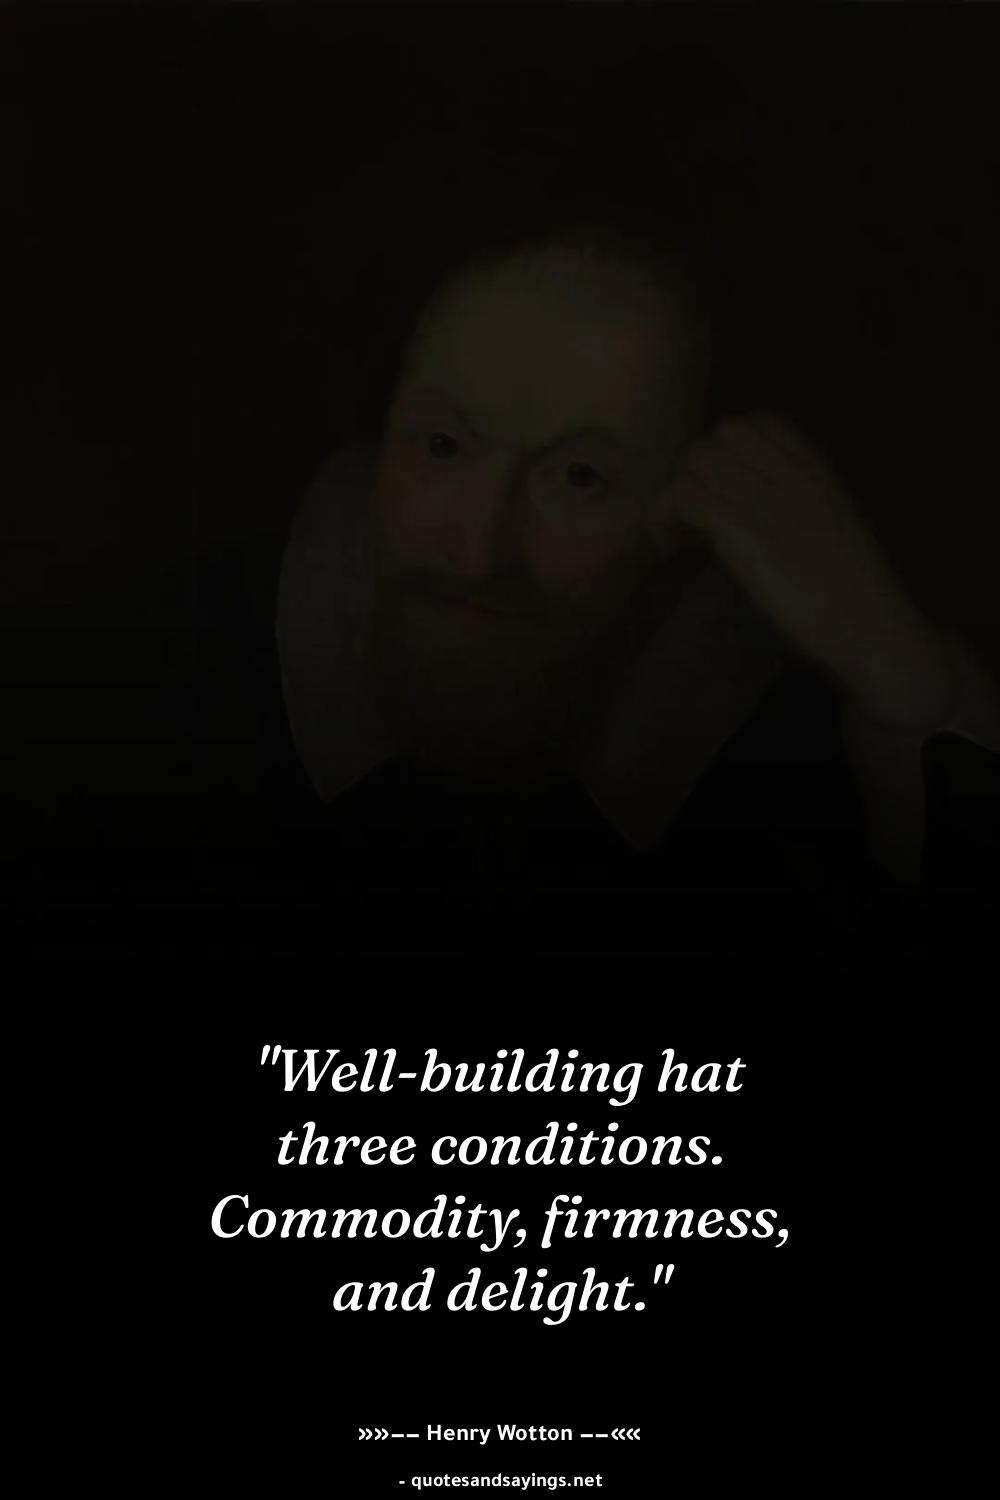 "Well-building hat
three conditions.
Commodity, firmness,
and delight."
»»–– Henry Wotton ––««
- quotesandsayings.net